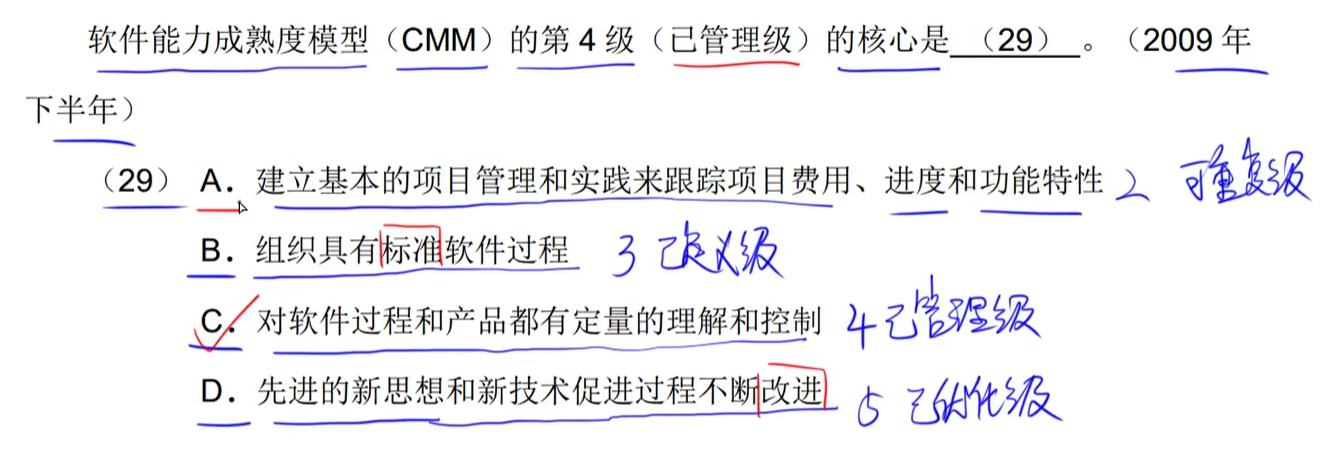 软件能力成熟度模型（CMM）的第 4 级（已管理级）的核心是 （29） 。（2009 年
下半年）
（29） A．建立基本的项目管理和实践来跟踪项目费用、进度和功能特性 2 可重复级
B．组织具有标准软件过程 3 已定义级
C．对软件过程和产品都有定量的理解和控制 4 已管理级
D．先进的新思想和新技术促进过程不断改进 5 已优化级